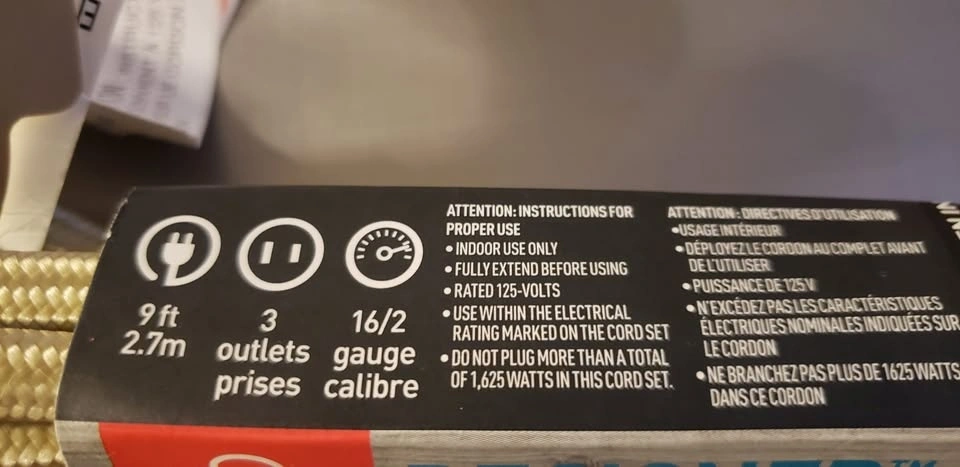 9 ft
2.7m
3
outlets
prises
16/2
gauge
calibre
ATTENTION: INSTRUCTIONS FOR
PROPER USE
• INDOOR USE ONLY
• FULLY EXTEND BEFORE USING
• RATED 125-VOLTS
• USE WITHIN THE ELECTRICAL
RATING MARKED ON THE CORD SET
• DO NOT PLUG MORE THAN A TOTAL
OF 1,625 WATTS IN THIS CORD SET.
ATTENTION : DIRECTIVES D'UTILISATION
• USAGE INTÉRIEUR
• DÉPLOYEZ LE CORDON AU COMPLET AVANT
DE L'UTILISER
• PUISSANCE DE 125 V
• N'EXCÉDEZ PAS LES CARACTÉRISTIQUES
ÉLECTRIQUES NOMINALES INDIQUÉES SUR
LE CORDON
• NE BRANCHEZ PAS PLUS DE 1625 WATTS
DANS CE CORDON